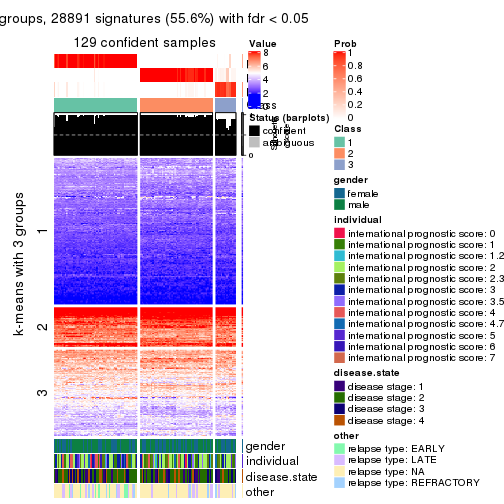 groups, 28891 signatures (55.6%) with fdr < 0.05
129 confident samples
k-means with 3 groups
1
2
3
gender
individual
disease.state
other
Value
8
6
4
2
0
Status (barplots)
confident
ambiguous
0
Prob
1
0.8
0.6
0.4
0.2
0
Class
1
2
3
gender
female
male
individual
international prognostic score: 0
international prognostic score: 1
international prognostic score: 1.2
international prognostic score: 2
international prognostic score: 2.3
international prognostic score: 3
international prognostic score: 3.5
international prognostic score: 4
international prognostic score: 4.7
international prognostic score: 5
international prognostic score: 6
international prognostic score: 7
disease.state
disease stage: 1
disease stage: 2
disease stage: 3
disease stage: 4
other
relapse type: EARLY
relapse type: LATE
relapse type: NA
relapse type: REFRACTORY